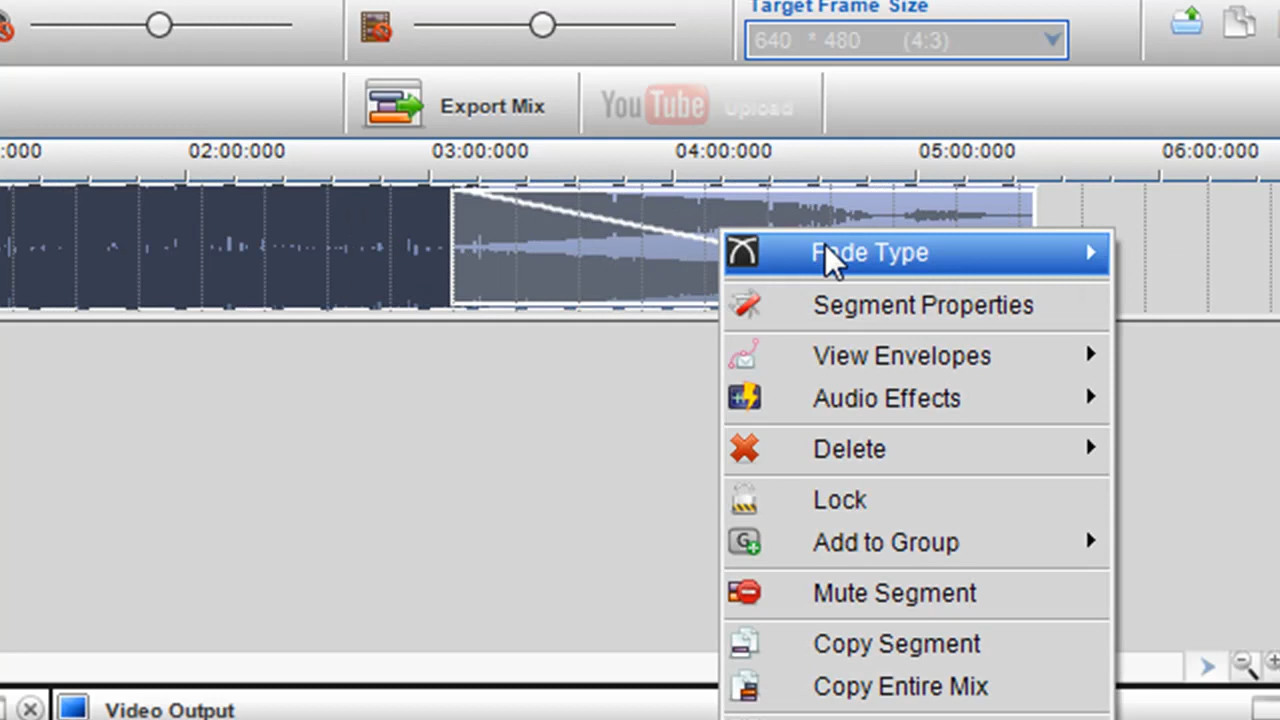 Target Frame Size
640 * 480 (4:3)
Export Mix
YouTube Upload
:000 02:00:000 03:00:000 04:00:000 05:00:000 06:00:000
Fade Type
Segment Properties
View Envelopes
Audio Effects
Delete
Lock
G Add to Group
Mute Segment
Copy Segment
Copy Entire Mix
Video Output